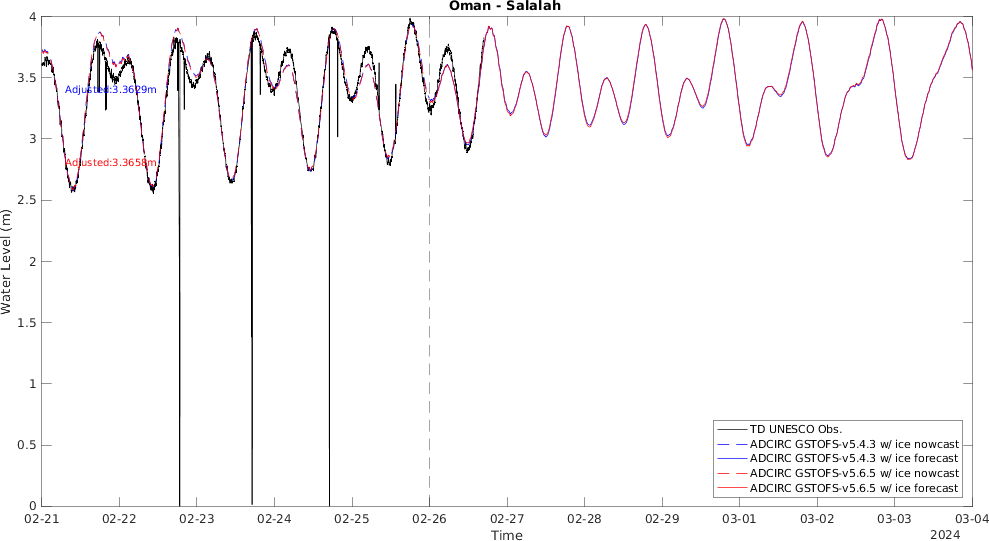 Oman - Salalah
4
3.5
3
2.5
2
1.5
1
0.5
0
Water Level (m)
Adjusted:3.3629m
Adjusted:3.3658m
TD UNESCO Obs.
ADCIRC GSTOFS-v5.4.3 w/ ice nowcast
ADCIRC GSTOFS-v5.4.3 w/ ice forecast
ADCIRC GSTOFS-v5.6.5 w/ ice nowcast
ADCIRC GSTOFS-v5.6.5 w/ ice forecast
02-21 02-22 02-23 02-24 02-25 02-26 02-27 02-28 02-29 03-01 03-02 03-03 03-04
Time
2024